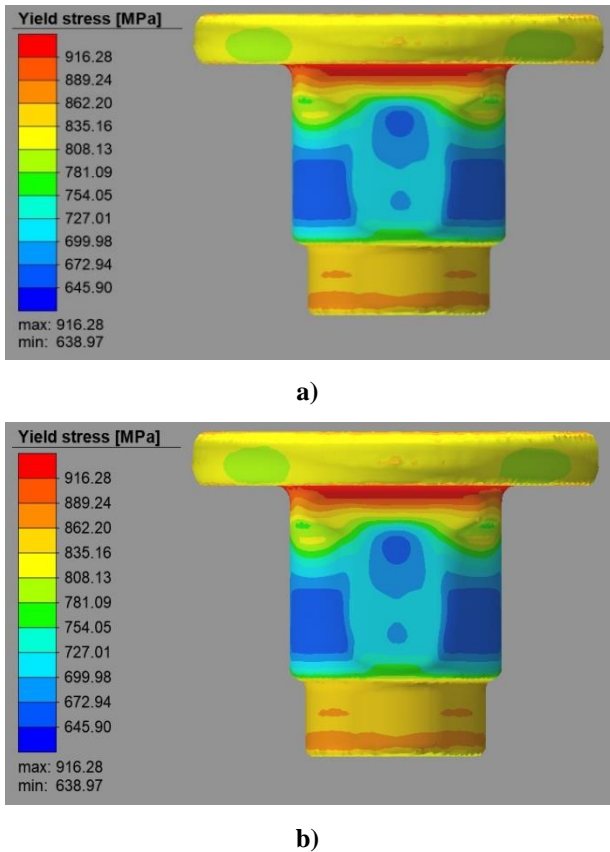 Yield stress [MPa]
916.28
889.24
862.20
835.16
808.13
781.09
754.05
727.01
699.98
672.94
645.90
max: 916.28
min: 638.97
a)
Yield stress [MPa]
916.28
889.24
862.20
835.16
808.13
781.09
754.05
727.01
699.98
672.94
645.90
max: 916.28
min: 638.97
b)